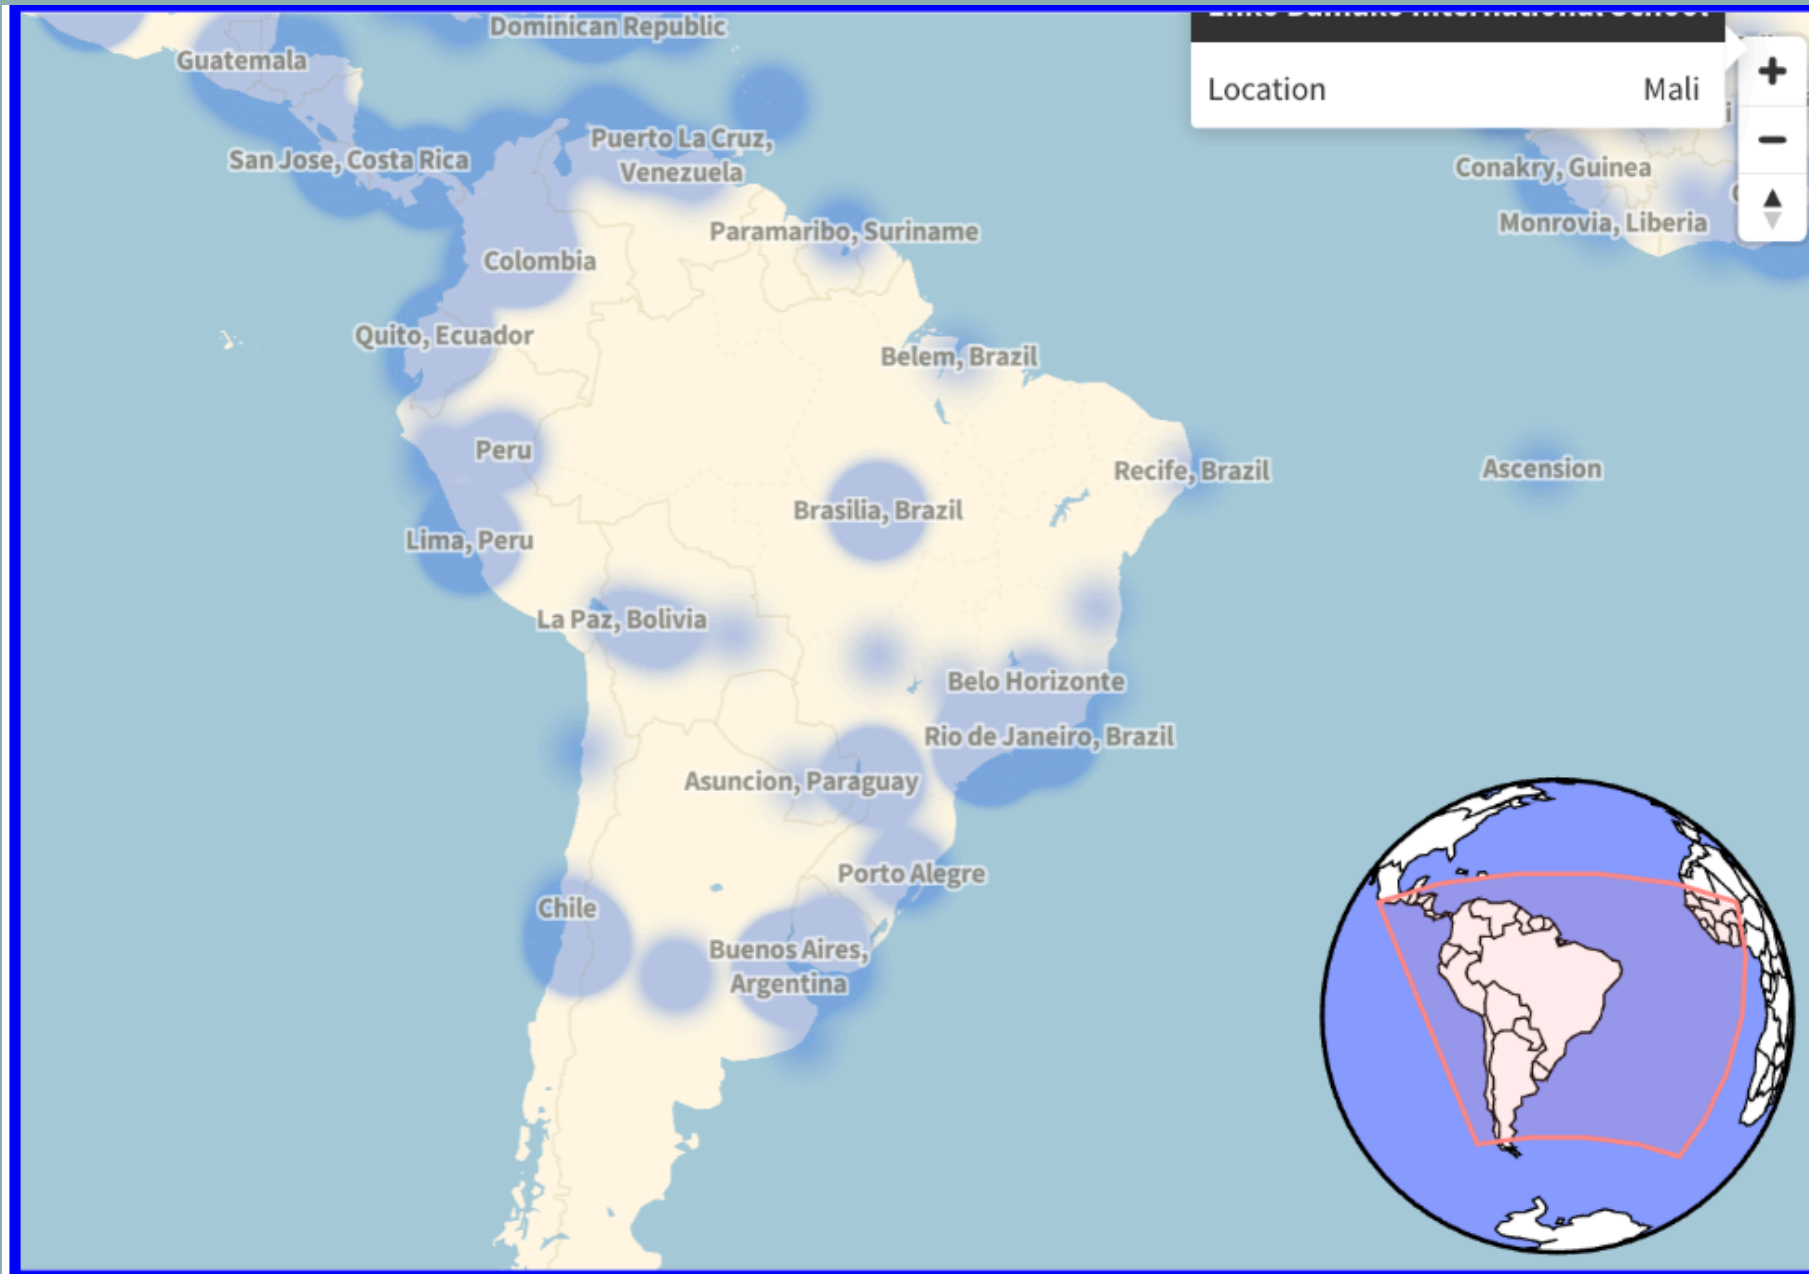 Dominican Republic
Guatemala
Location Mali
Puerto La Cruz,
Venezuela
San Jose, Costa Rica
Conakry, Guinea
Monrovia, Liberia
Paramaribo, Suriname
Colombia
Quito, Ecuador
Belem, Brazil
Peru
Recife, Brazil
Ascension
Brasilia, Brazil
Lima, Peru
La Paz, Bolivia
Belo Horizonte
Rio de Janeiro, Brazil
Asuncion, Paraguay
Porto Alegre
Chile
Buenos Aires,
Argentina